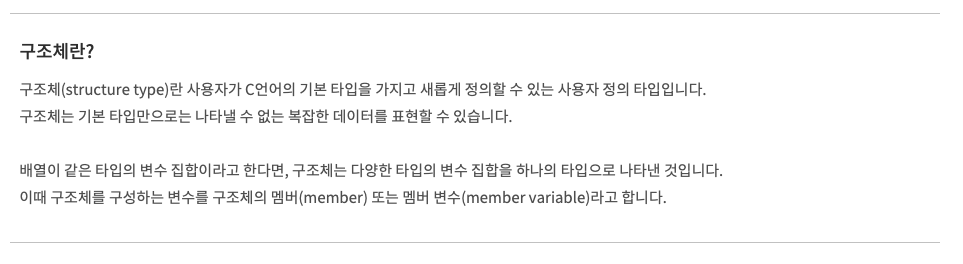 구조체란?
구조체(structure type)란 사용자가 C언어의 기본 타입을 가지고 새롭게 정의할 수 있는 사용자 정의 타입입니다.
구조체는 기본 타입만으로는 나타낼 수 없는 복잡한 데이터를 표현할 수 있습니다.
배열이 같은 타입의 변수 집합이라고 한다면, 구조체는 다양한 타입의 변수 집합을 하나의 타입으로 나타낸 것입니다.
이때 구조체를 구성하는 변수를 구조체의 멤버(member) 또는 멤버 변수(member variable)라고 합니다.